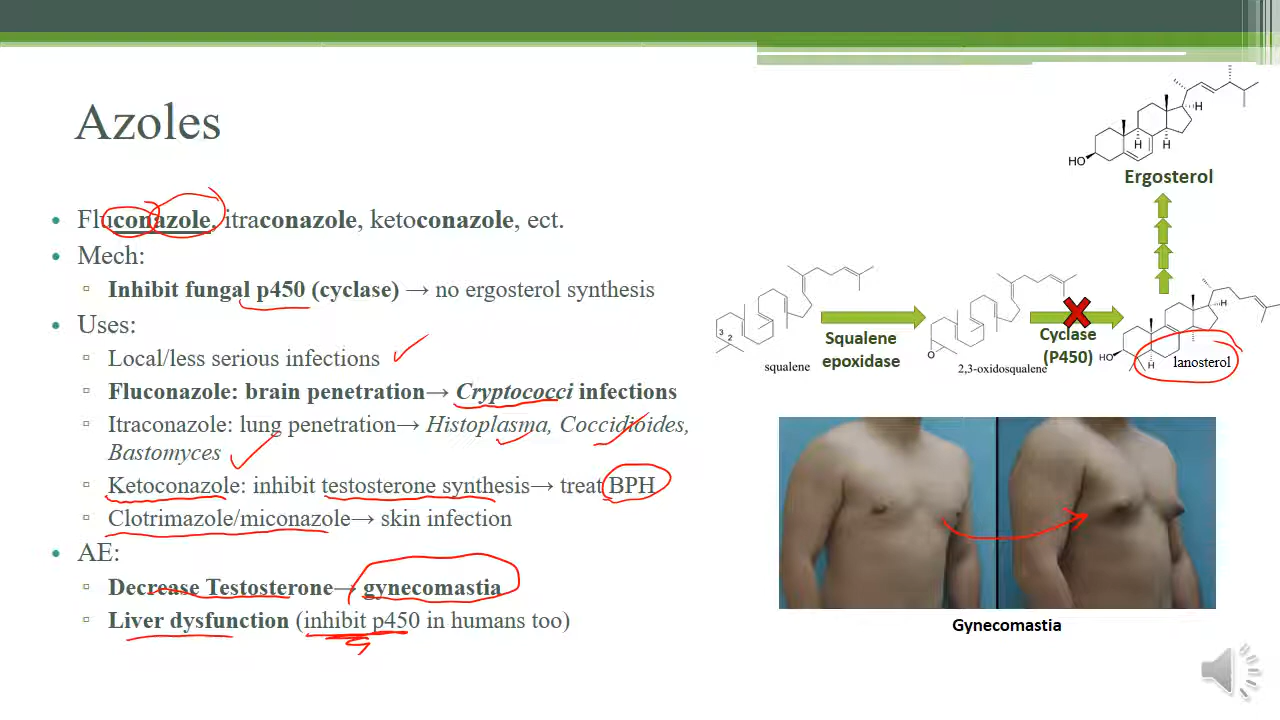 Azoles
• Fluconazole, itraconazole, ketoconazole, ect.
• Mech:
▫ Inhibit fungal p450 (cyclase) → no ergosterol synthesis
• Uses:
▫ Local/less serious infections
▫ Fluconazole: brain penetration→ Cryptococci infections
▫ Itraconazole: lung penetration→ Histoplasma, Coccidioides,
Bastomyces
▫ Ketoconazole: inhibit testosterone synthesis→ treat BPH
▫ Clotrimazole/miconazole→ skin infection
• AE:
▫ Decrease Testosterone→ gynecomastia
▫ Liver dysfunction (inhibit p450 in humans too)
H
H
H
HO
Ergosterol
3
2
squalene
Squalene
epoxidase
O
2,3-oxidosqualene
Cyclase
(P450)
H
HO
H
lanosterol
Gynecomastia